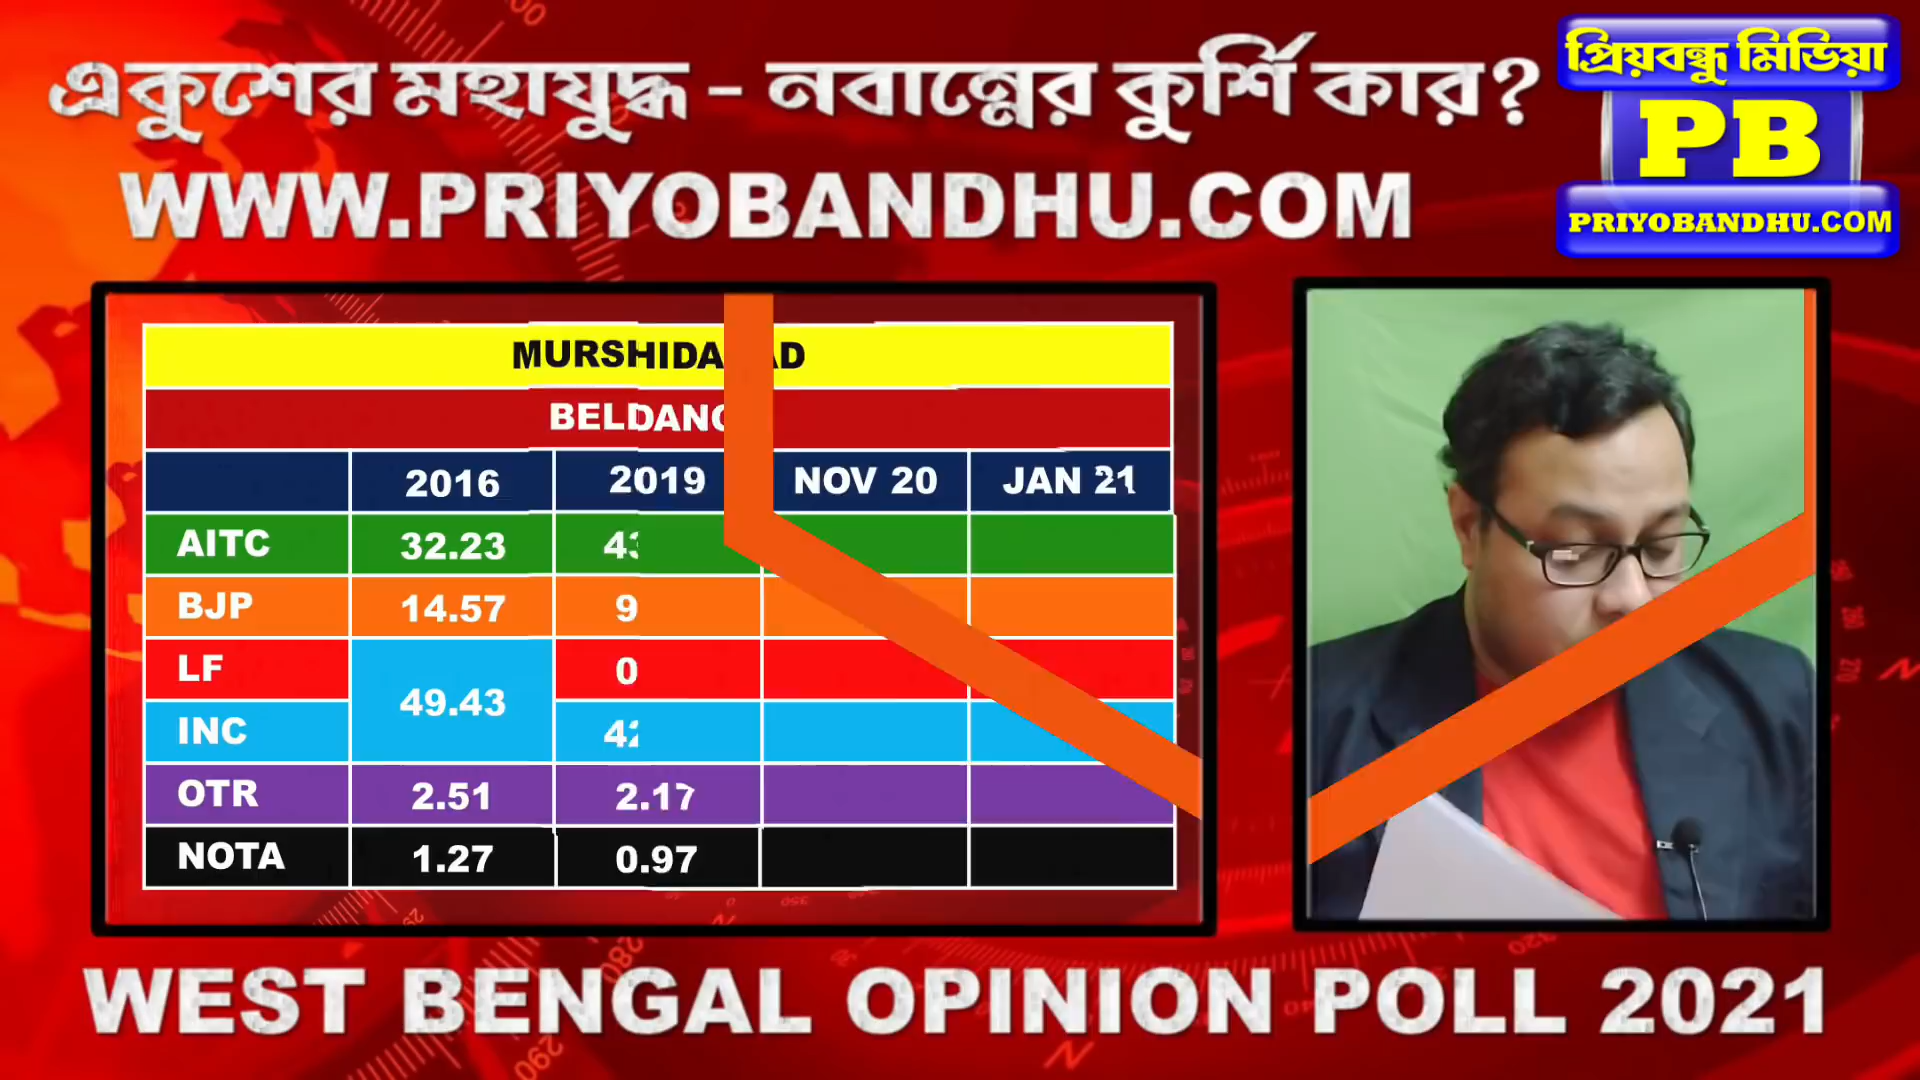 একুশের মহাযুদ্ধ - নবান্নের কুর্শি কার?
WWW.PRIYOBANDHU.COM
প্রিয়বন্ধু মিডিয়া
PB
PRIYOBANDHU.COM
2016 2019 NOV 20 JAN 21
AITC 32.23
BJP 14.57 9
LF 49.43 0
INC
OTR 2.51 2.17
NOTA 1.27 0.97
WEST BENGAL OPINION POLL 2021